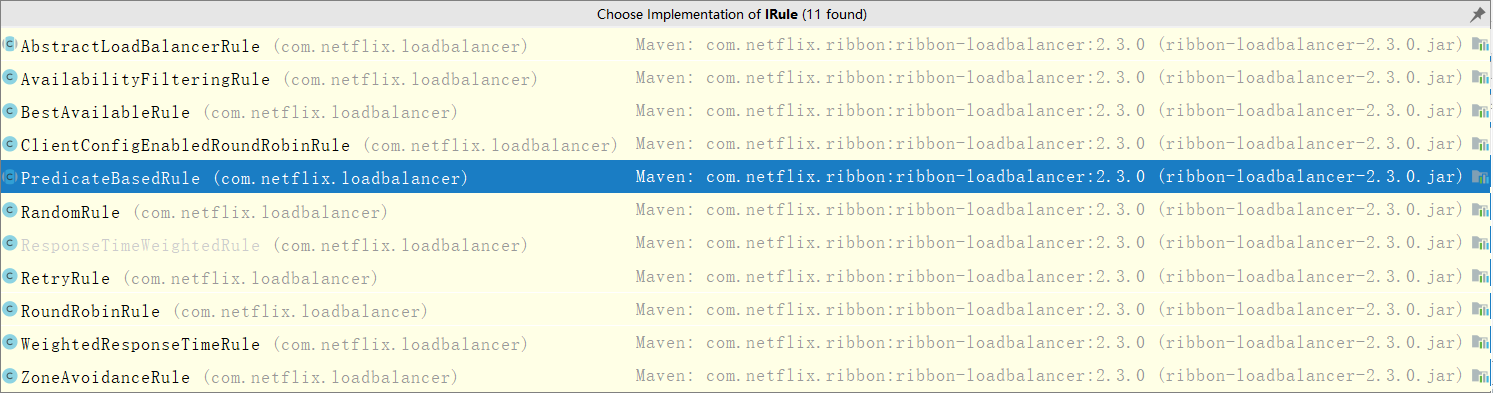 Choose Implementation of IRule (11 found)
AbstractLoadBalancerRule (com.netflix.loadbalancer) Maven: com.netflix.ribbon:ribbon-loadbalancer:2.3.0 (ribbon-loadbalancer-2.3.0.jar)
AvailabilityFilteringRule (com.netflix.loadbalancer) Maven: com.netflix.ribbon:ribbon-loadbalancer:2.3.0 (ribbon-loadbalancer-2.3.0.jar)
BestAvailableRule (com.netflix.loadbalancer) Maven: com.netflix.ribbon:ribbon-loadbalancer:2.3.0 (ribbon-loadbalancer-2.3.0.jar)
ClientConfigEnabledRoundRobinRule (com.netflix.loadbalancer) Maven: com.netflix.ribbon:ribbon-loadbalancer:2.3.0 (ribbon-loadbalancer-2.3.0.jar)
PredicateBasedRule (com.netflix.loadbalancer) Maven: com.netflix.ribbon:ribbon-loadbalancer:2.3.0 (ribbon-loadbalancer-2.3.0.jar)
RandomRule (com.netflix.loadbalancer) Maven: com.netflix.ribbon:ribbon-loadbalancer:2.3.0 (ribbon-loadbalancer-2.3.0.jar)
ResponseTimeWeightedRule (com.netflix.loadbalancer) Maven: com.netflix.ribbon:ribbon-loadbalancer:2.3.0 (ribbon-loadbalancer-2.3.0.jar)
RetryRule (com.netflix.loadbalancer) Maven: com.netflix.ribbon:ribbon-loadbalancer:2.3.0 (ribbon-loadbalancer-2.3.0.jar)
RoundRobinRule (com.netflix.loadbalancer) Maven: com.netflix.ribbon:ribbon-loadbalancer:2.3.0 (ribbon-loadbalancer-2.3.0.jar)
WeightedResponseTimeRule (com.netflix.loadbalancer) Maven: com.netflix.ribbon:ribbon-loadbalancer:2.3.0 (ribbon-loadbalancer-2.3.0.jar)
ZoneAvoidanceRule (com.netflix.loadbalancer) Maven: com.netflix.ribbon:ribbon-loadbalancer:2.3.0 (ribbon-loadbalancer-2.3.0.jar)